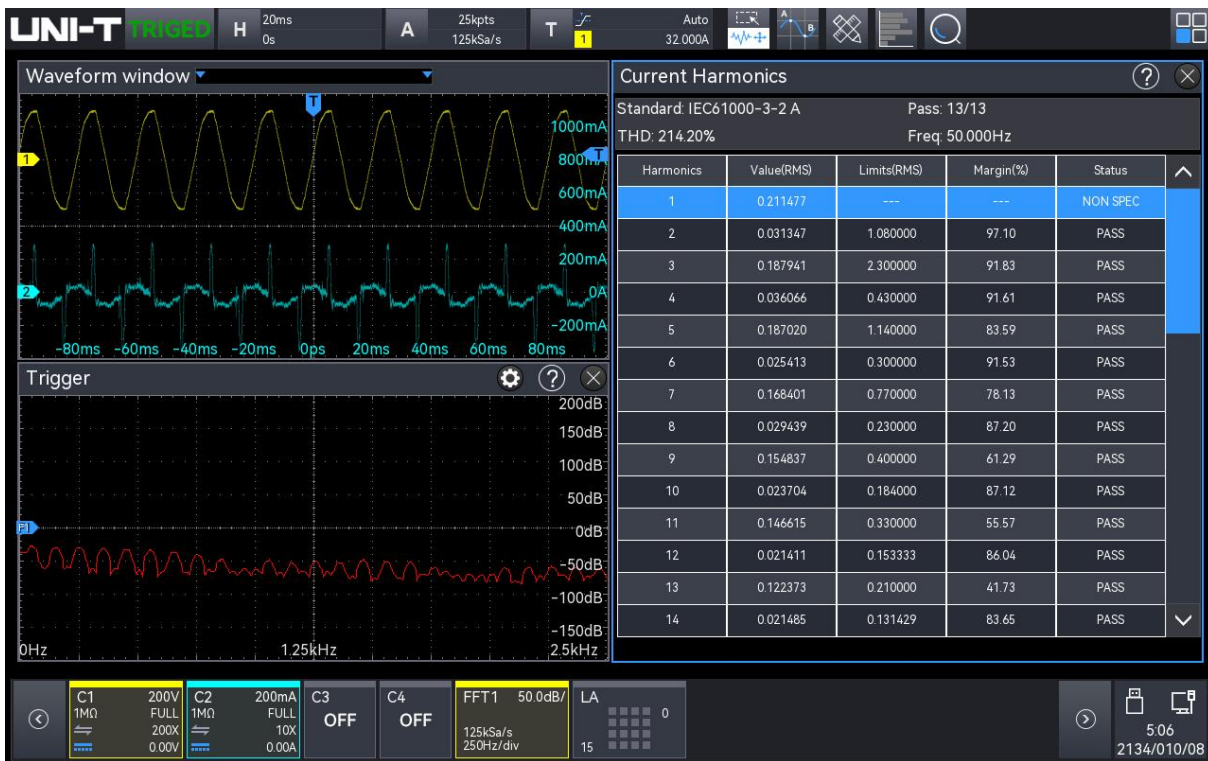 UNI-T TRIGED H 20ms 0s A 25kpts 125kSa/s T 1 Auto 32.000A
Waveform window
T
1000mA
1
800mA
600mA
400mA
200mA
2
0A
-200mA
-80ms -60ms -40ms -20ms 0ps 20ms 40ms 60ms 80ms
Trigger
200dB
150dB
100dB
50dB
0dB
-50dB
-100dB
-150dB
0Hz 1.25kHz 2.5kHz
Current Harmonics
Standard: IEC61000-3-2 A Pass: 13/13
THD: 214.20% Freq: 50.000Hz
Harmonics Value(RMS) Limits(RMS) Margin(%) Status
1 0.211477 --- --- NON SPEC
2 0.031347 1.080000 97.10 PASS
3 0.187941 2.300000 91.83 PASS
4 0.036066 0.430000 91.61 PASS
5 0.187020 1.140000 83.59 PASS
6 0.025413 0.300000 91.53 PASS
7 0.168401 0.770000 78.13 PASS
8 0.029439 0.230000 87.20 PASS
9 0.154837 0.400000 61.29 PASS
10 0.023704 0.184000 87.12 PASS
11 0.146615 0.330000 55.57 PASS
12 0.021411 0.153333 86.04 PASS
13 0.122373 0.210000 41.73 PASS
14 0.021485 0.131429 83.65 PASS
C1 200V
1MΩ FULL
200X
0.00V
C2 200mA
1MΩ FULL
10X
0.00A
C3
OFF
C4
OFF
FFT1 50.0dB/
125kSa/s
250Hz/div
LA
0
15
5:06
2134/010/08